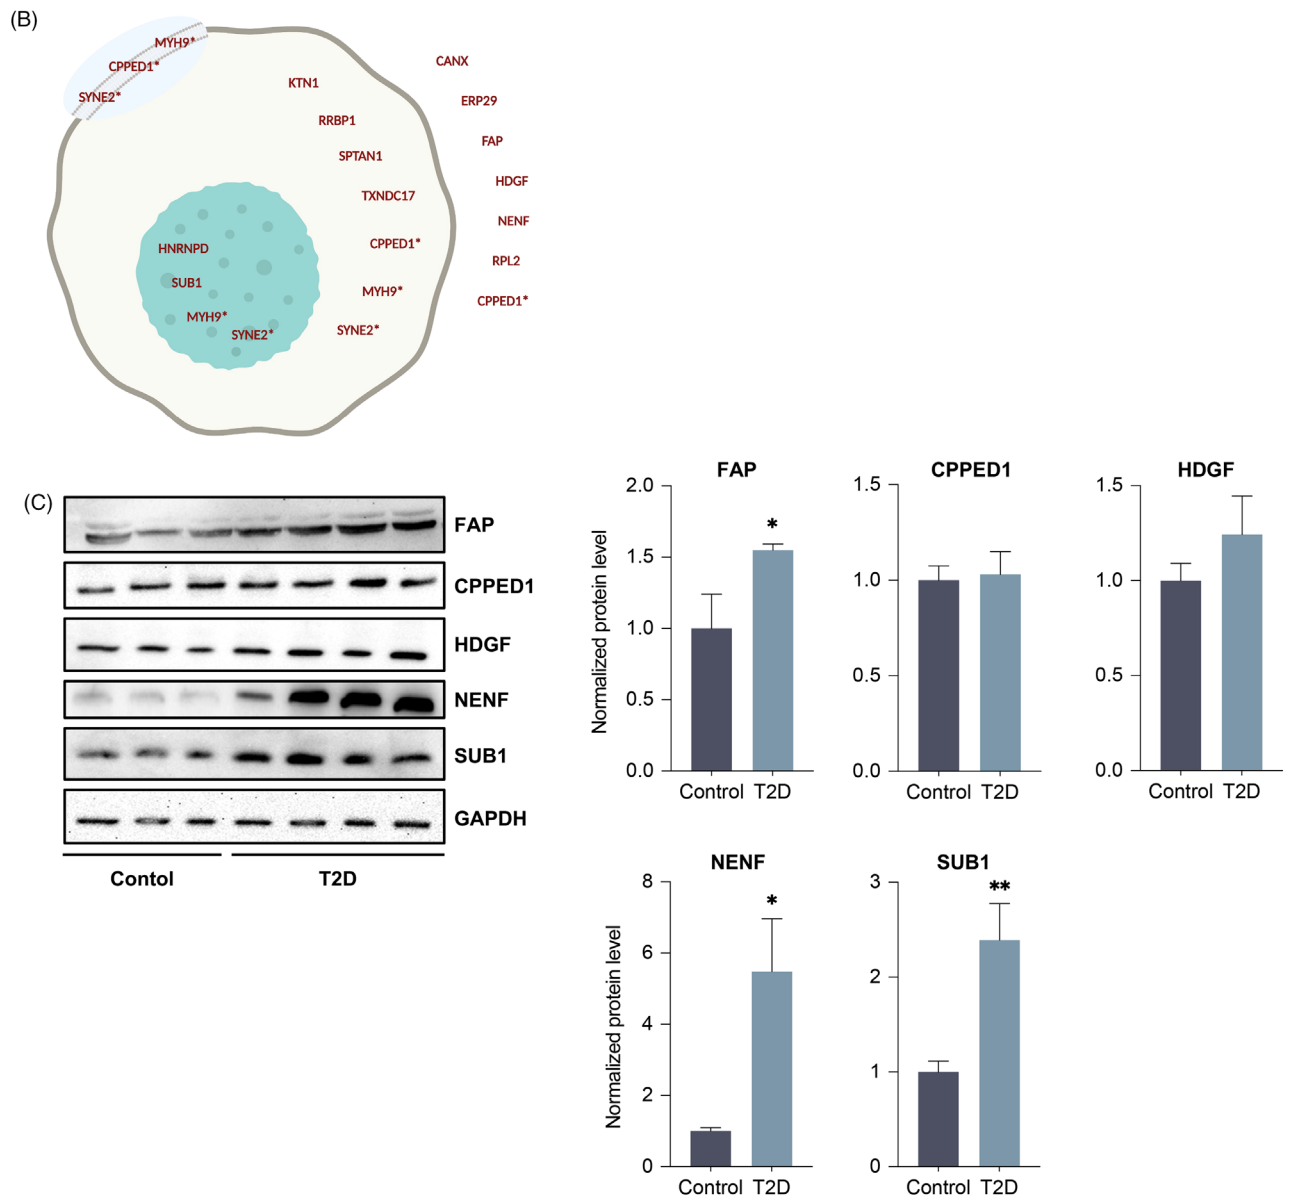 (B)
MYH9*
CPPED1*
SYNE2*
KTN1
RRBP1
SPTAN1
TXNDC17
CPPED1*
MYH9*
SYNE2*
HNRNPD
SUB1
MYH9*
SYNE2*
CANX
ERP29
FAP
HDGF
NENF
RPL2
CPPED1*
(C)
FAP
CPPED1
HDGF
NENF
SUB1
GAPDH
Contol T2D
FAP
Normalized protein level
2.0
*
1.5
1.0
0.5
0.0
Control T2D
CPPED1
1.5
1.0
0.5
0.0
Control T2D
HDGF
1.5
1.0
0.5
0.0
Control T2D
NENF
Normalized protein level
8
*
6
4
2
0
Control T2D
SUB1
3
**
2
1
0
Control T2D